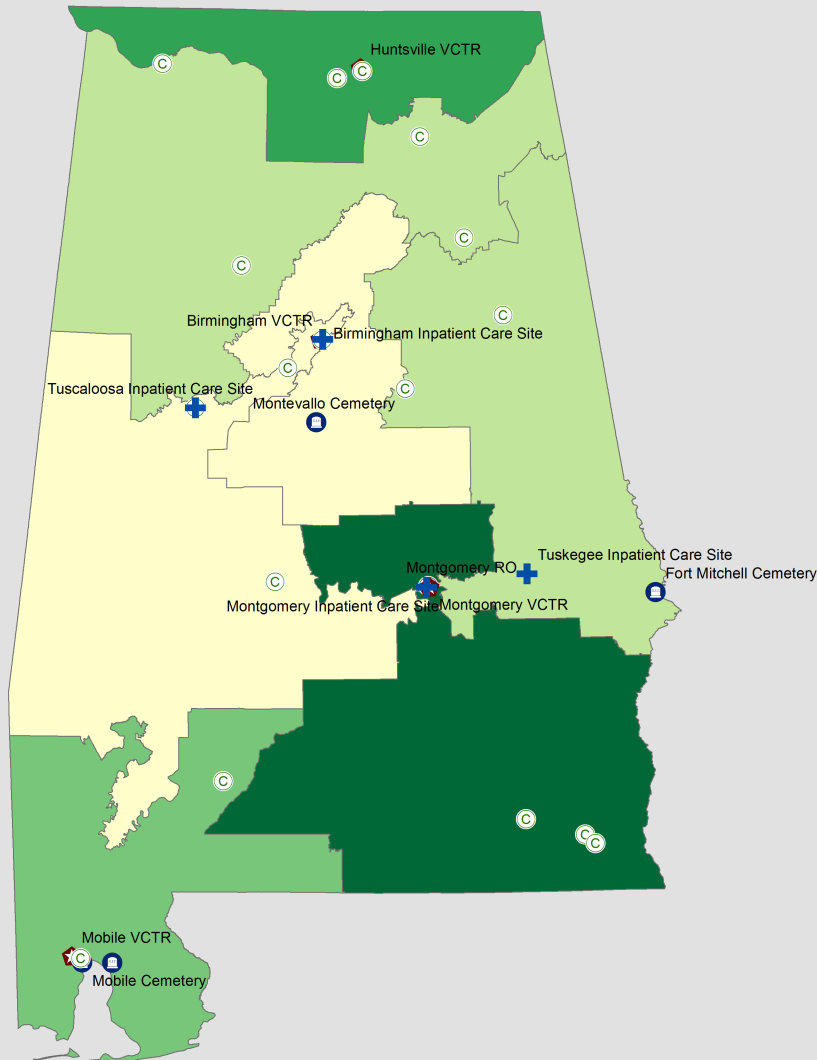 Huntsville VCTR
C
C
C
C
C
C
C
Birmingham VCTR
Birmingham Inpatient Care Site
C
Tuscaloosa Inpatient Care Site
C
Montevallo Cemetery
Tuskegee Inpatient Care Site
Montgomery RO
Fort Mitchell Cemetery
C
Montgomery Inpatient Care Site
Montgomery VCTR
C
C
C
C
Mobile VCTR
C
Mobile Cemetery